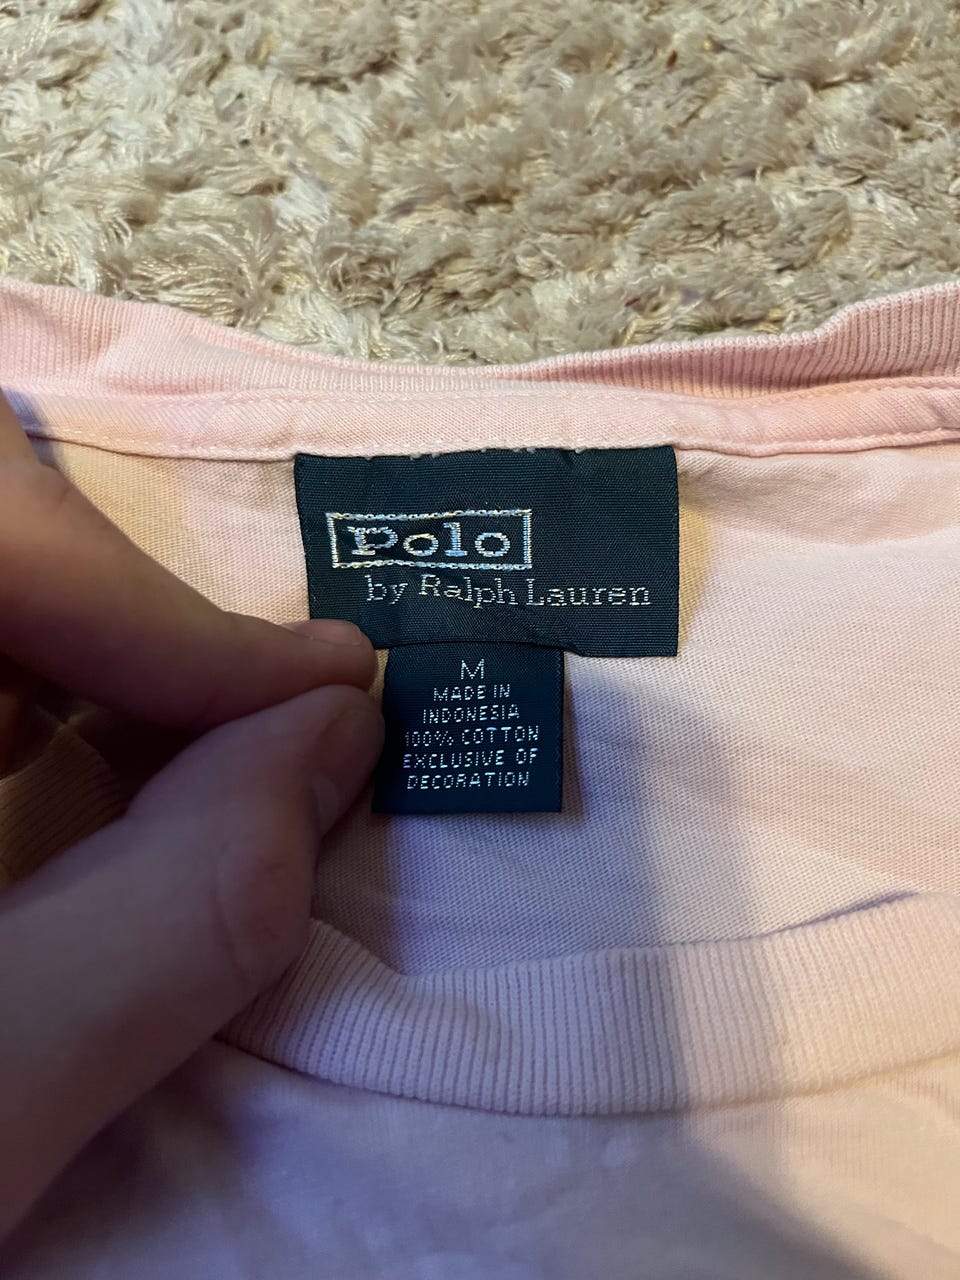 Polo
by Ralph Lauren
M
MADE IN
INDONESIA
100% COTTON
EXCLUSIVE OF
DECORATION